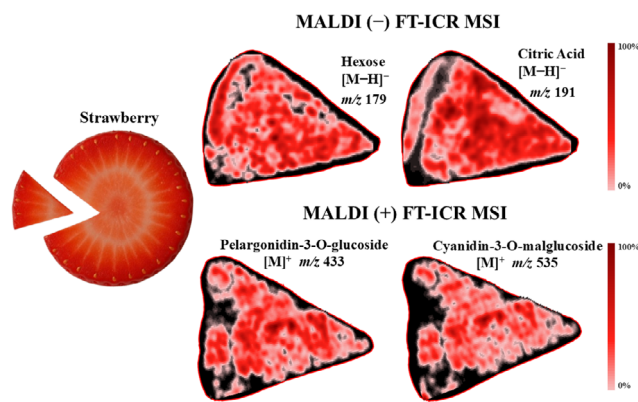 MALDI (−) FT-ICR MSI
Hexose
[M−H]⁻
m/z 179
Citric Acid
[M−H]⁻
m/z 191
100%
0%
Strawberry
MALDI (+) FT-ICR MSI
Pelargonidin-3-O-glucoside
[M]⁺ m/z 433
Cyanidin-3-O-malglucoside
[M]⁺ m/z 535
100%
0%